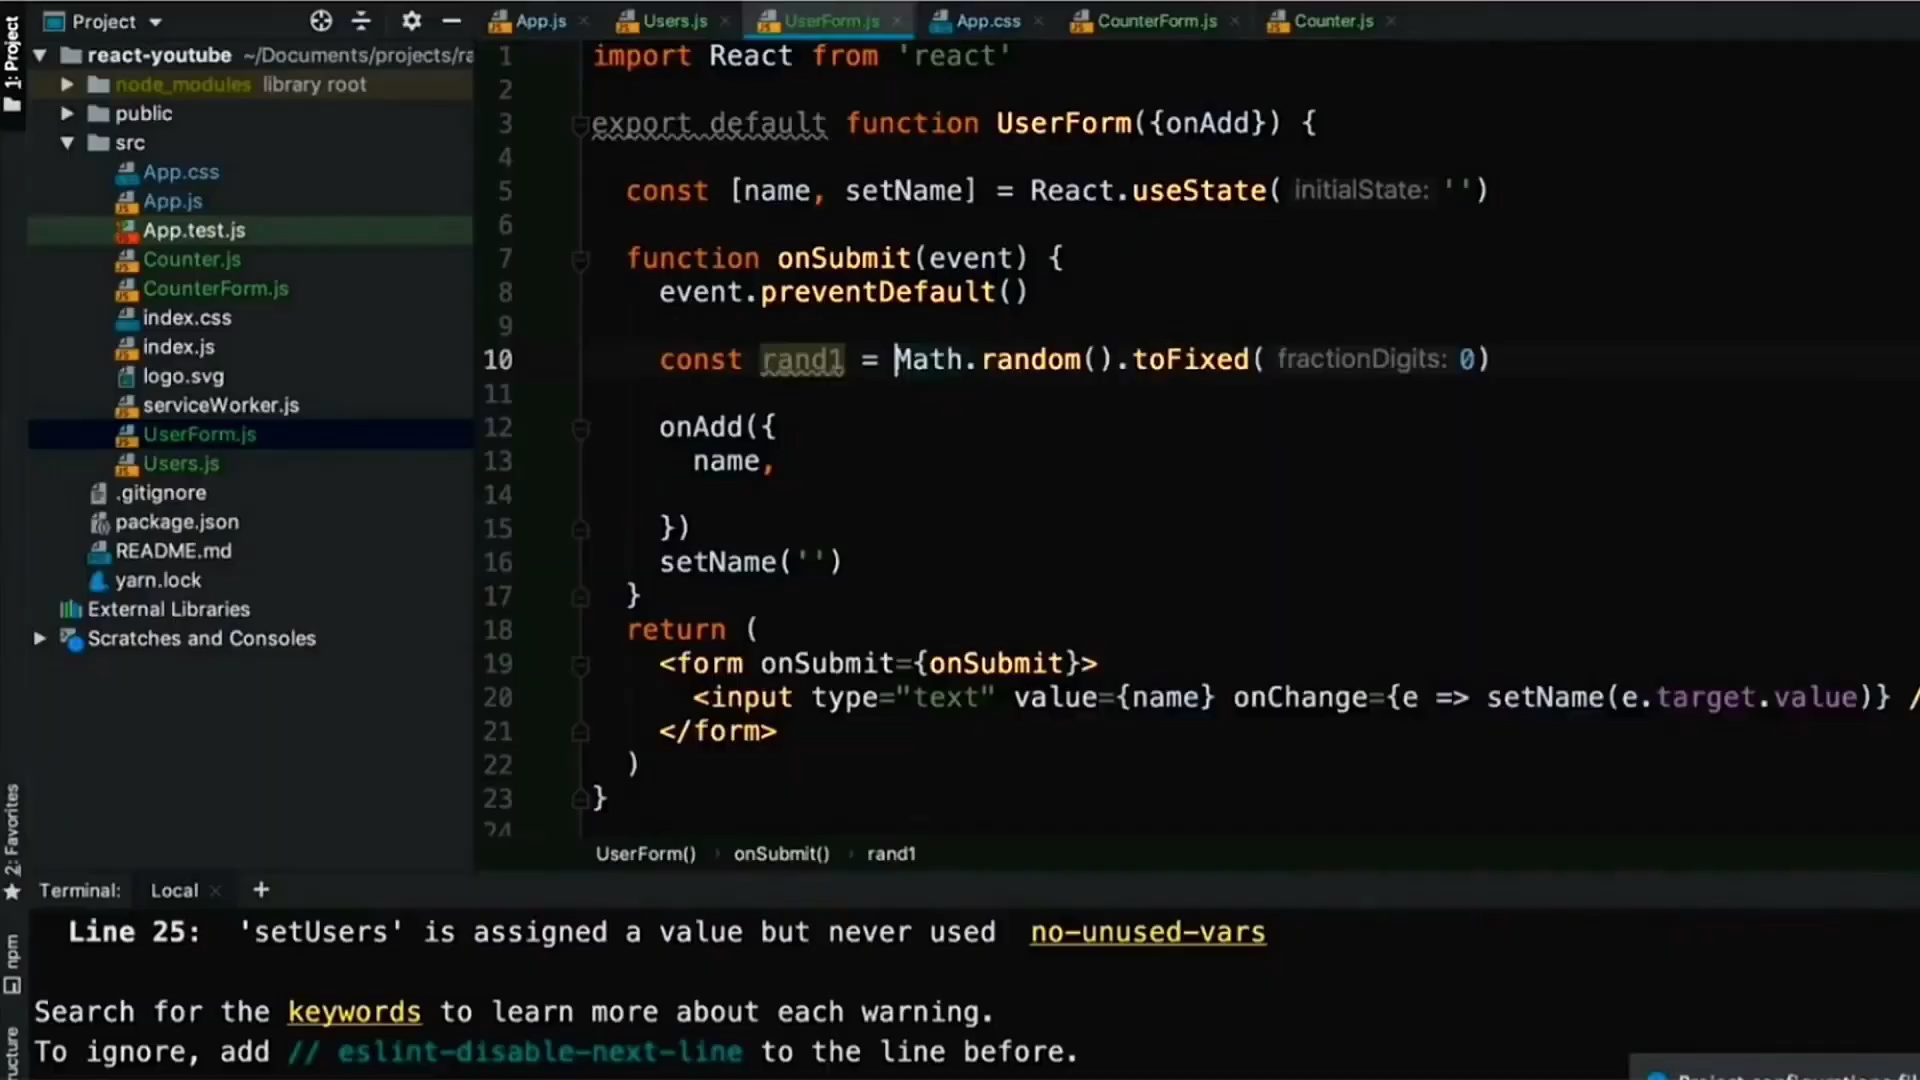 Project
App.js
Users.js
UserForm.js
App.css
CounterForm.js
Counter.js
1: Project
react-youtube ~/Documents/projects/ra
node_modules library root
public
src
App.css
App.js
App.test.js
Counter.js
CounterForm.js
index.css
index.js
logo.svg
serviceWorker.js
UserForm.js
Users.js
.gitignore
package.json
README.md
yarn.lock
External Libraries
Scratches and Consoles
1 import React from 'react'
2
3 export default function UserForm({onAdd}) {
4
5 const [name, setName] = React.useState( initialState: '')
6
7 function onSubmit(event) {
8 event.preventDefault()
9
10 const rand1 = Math.random().toFixed( fractionDigits: 0)
11
12 onAdd({
13 name,
14
15 })
16 setName('')
17 }
18 return (
19 <form onSubmit={onSubmit}>
20 <input type="text" value={name} onChange={e => setName(e.target.value)} /
21 </form>
22 )
23 }
24
UserForm() onSubmit() rand1
2: Favorites
npm
ructure
Terminal: Local +
Line 25: 'setUsers' is assigned a value but never used no-unused-vars
Search for the keywords to learn more about each warning.
To ignore, add // eslint-disable-next-line to the line before.